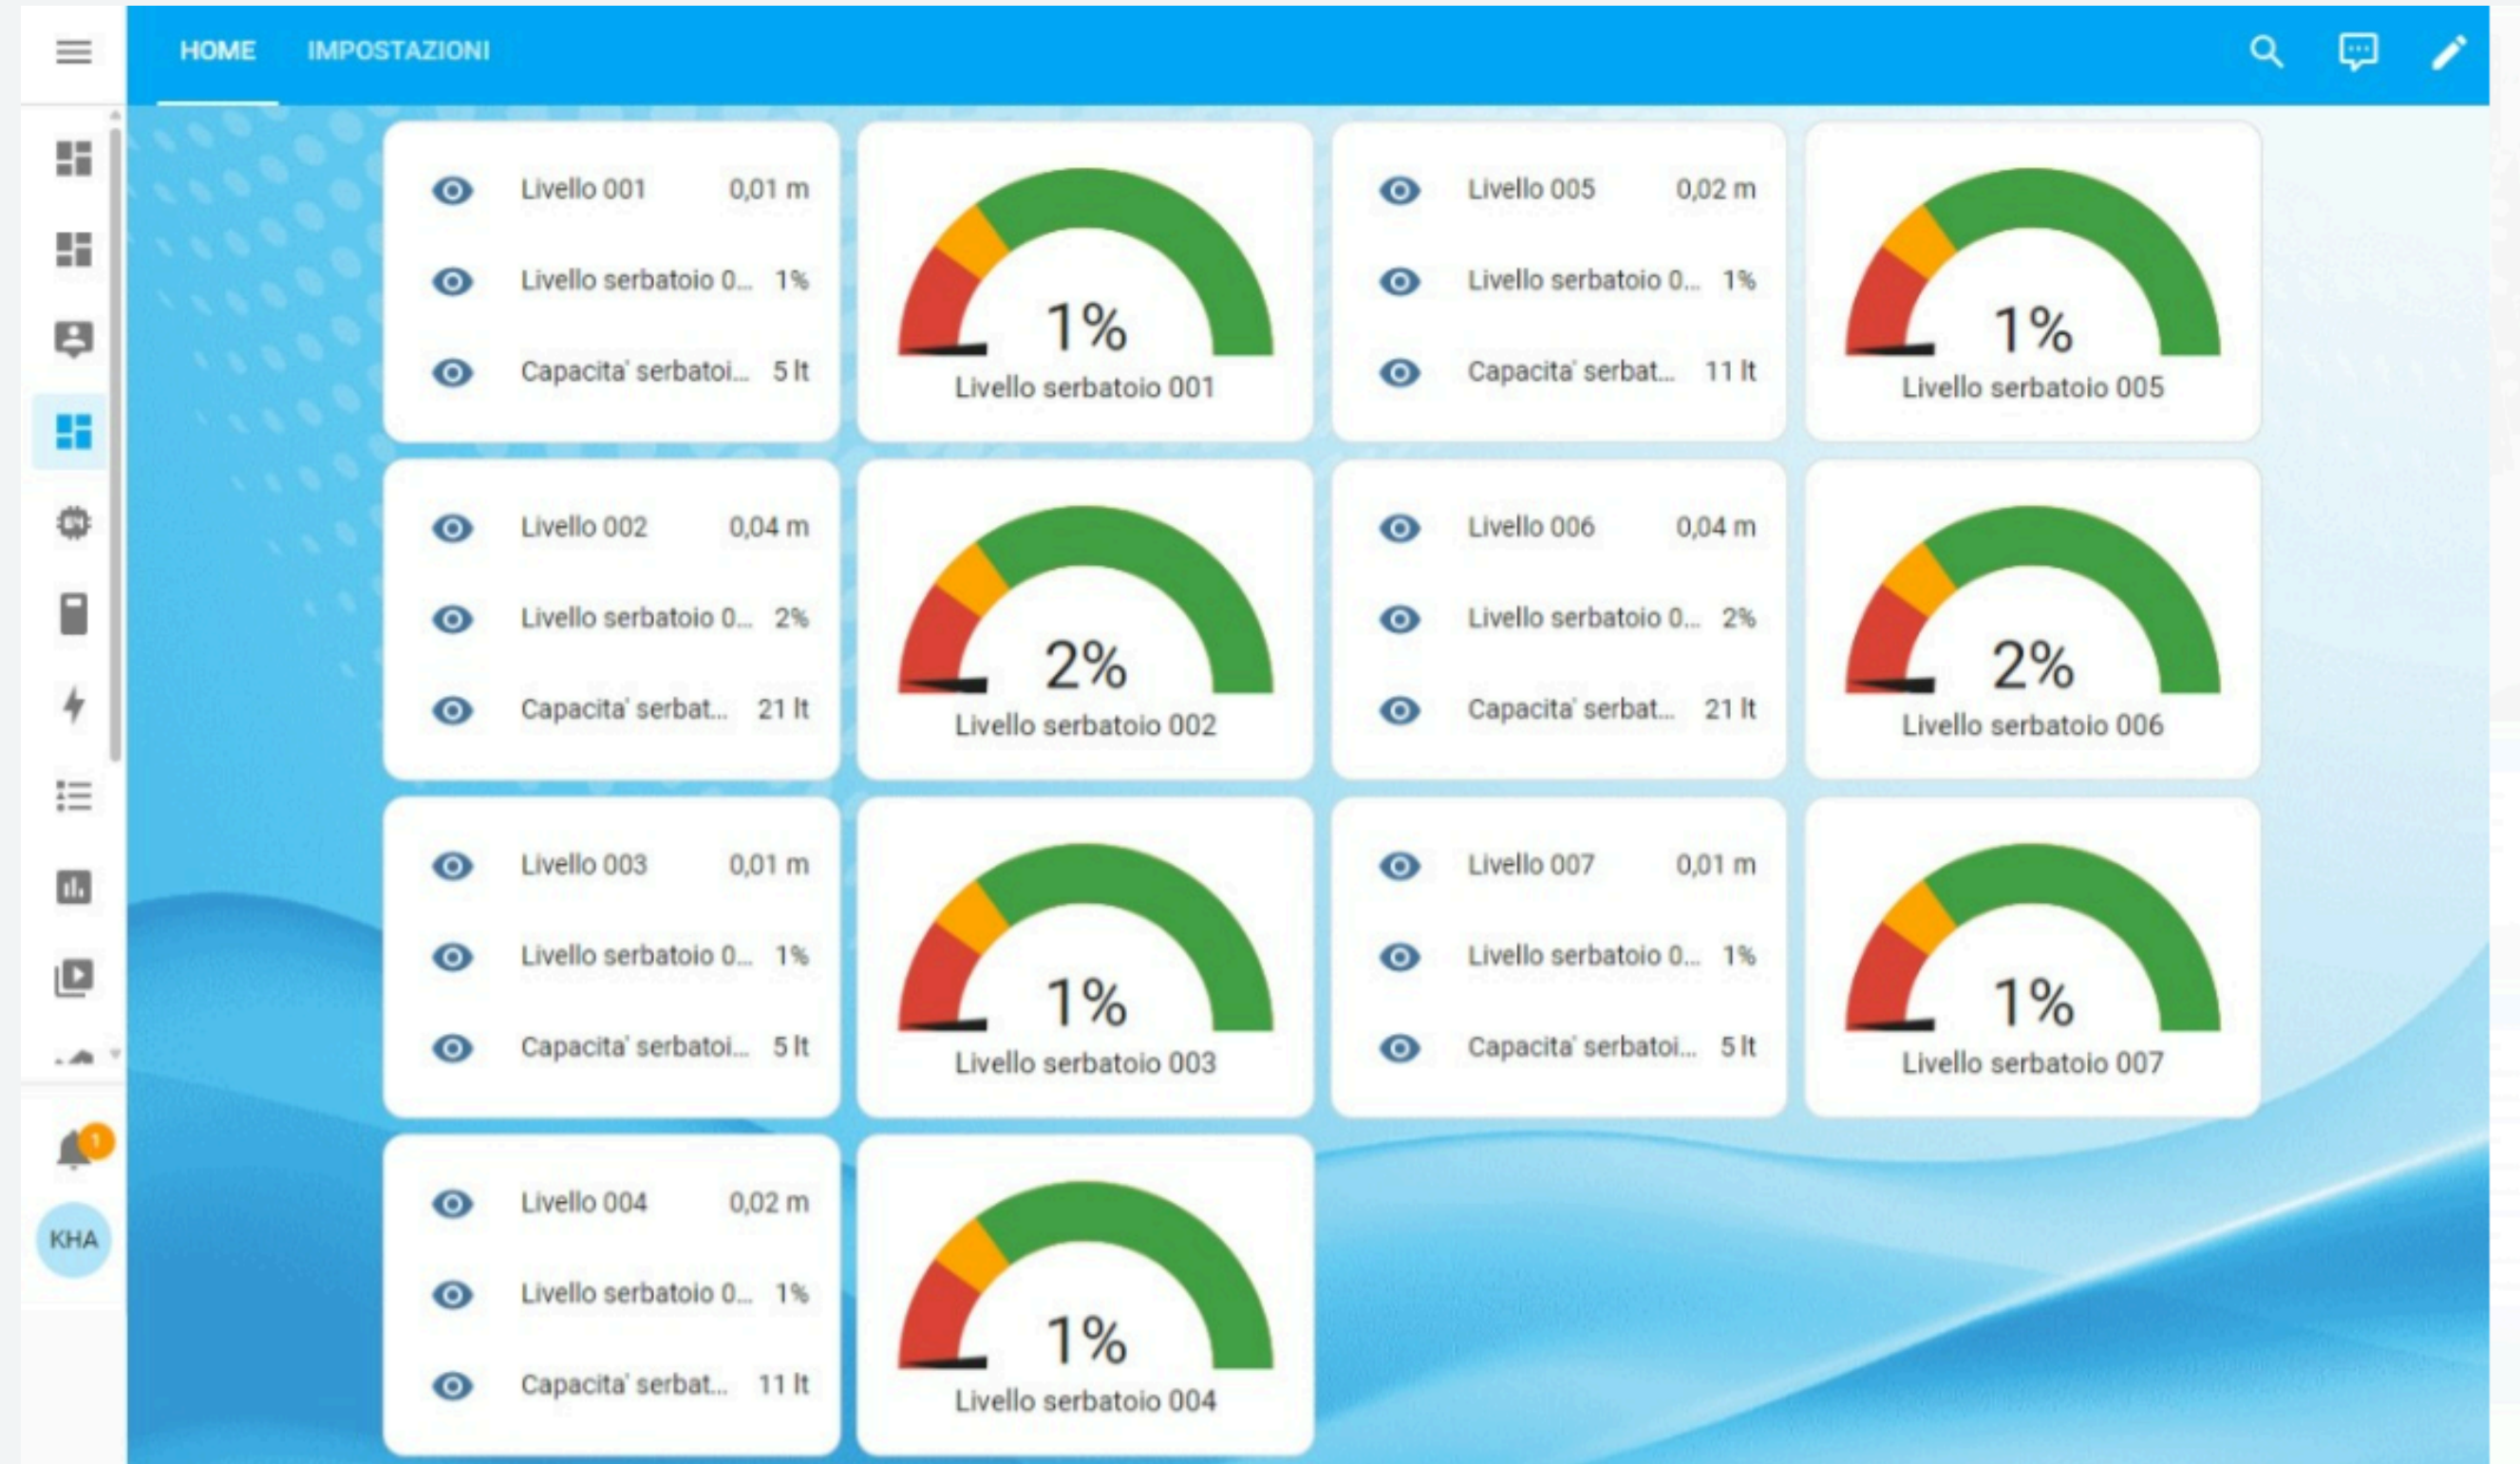 HOME IMPOSTAZIONI
Livello 001 0,01 m
Livello serbatoio 0... 1%
Capacita' serbatoi... 5 lt
1%
Livello serbatoio 001
Livello 005 0,02 m
Livello serbatoio 0... 1%
Capacita' serbat... 11 lt
1%
Livello serbatoio 005
Livello 002 0,04 m
Livello serbatoio 0... 2%
Capacita' serbat... 21 lt
2%
Livello serbatoio 002
Livello 006 0,04 m
Livello serbatoio 0... 2%
Capacita' serbat... 21 lt
2%
Livello serbatoio 006
Livello 003 0,01 m
Livello serbatoio 0... 1%
Capacita' serbatoi... 5 lt
1%
Livello serbatoio 003
Livello 007 0,01 m
Livello serbatoio 0... 1%
Capacita' serbatoi... 5 lt
1%
Livello serbatoio 007
Livello 004 0,02 m
Livello serbatoio 0... 1%
Capacita' serbat... 11 lt
1%
Livello serbatoio 004
1
KHA